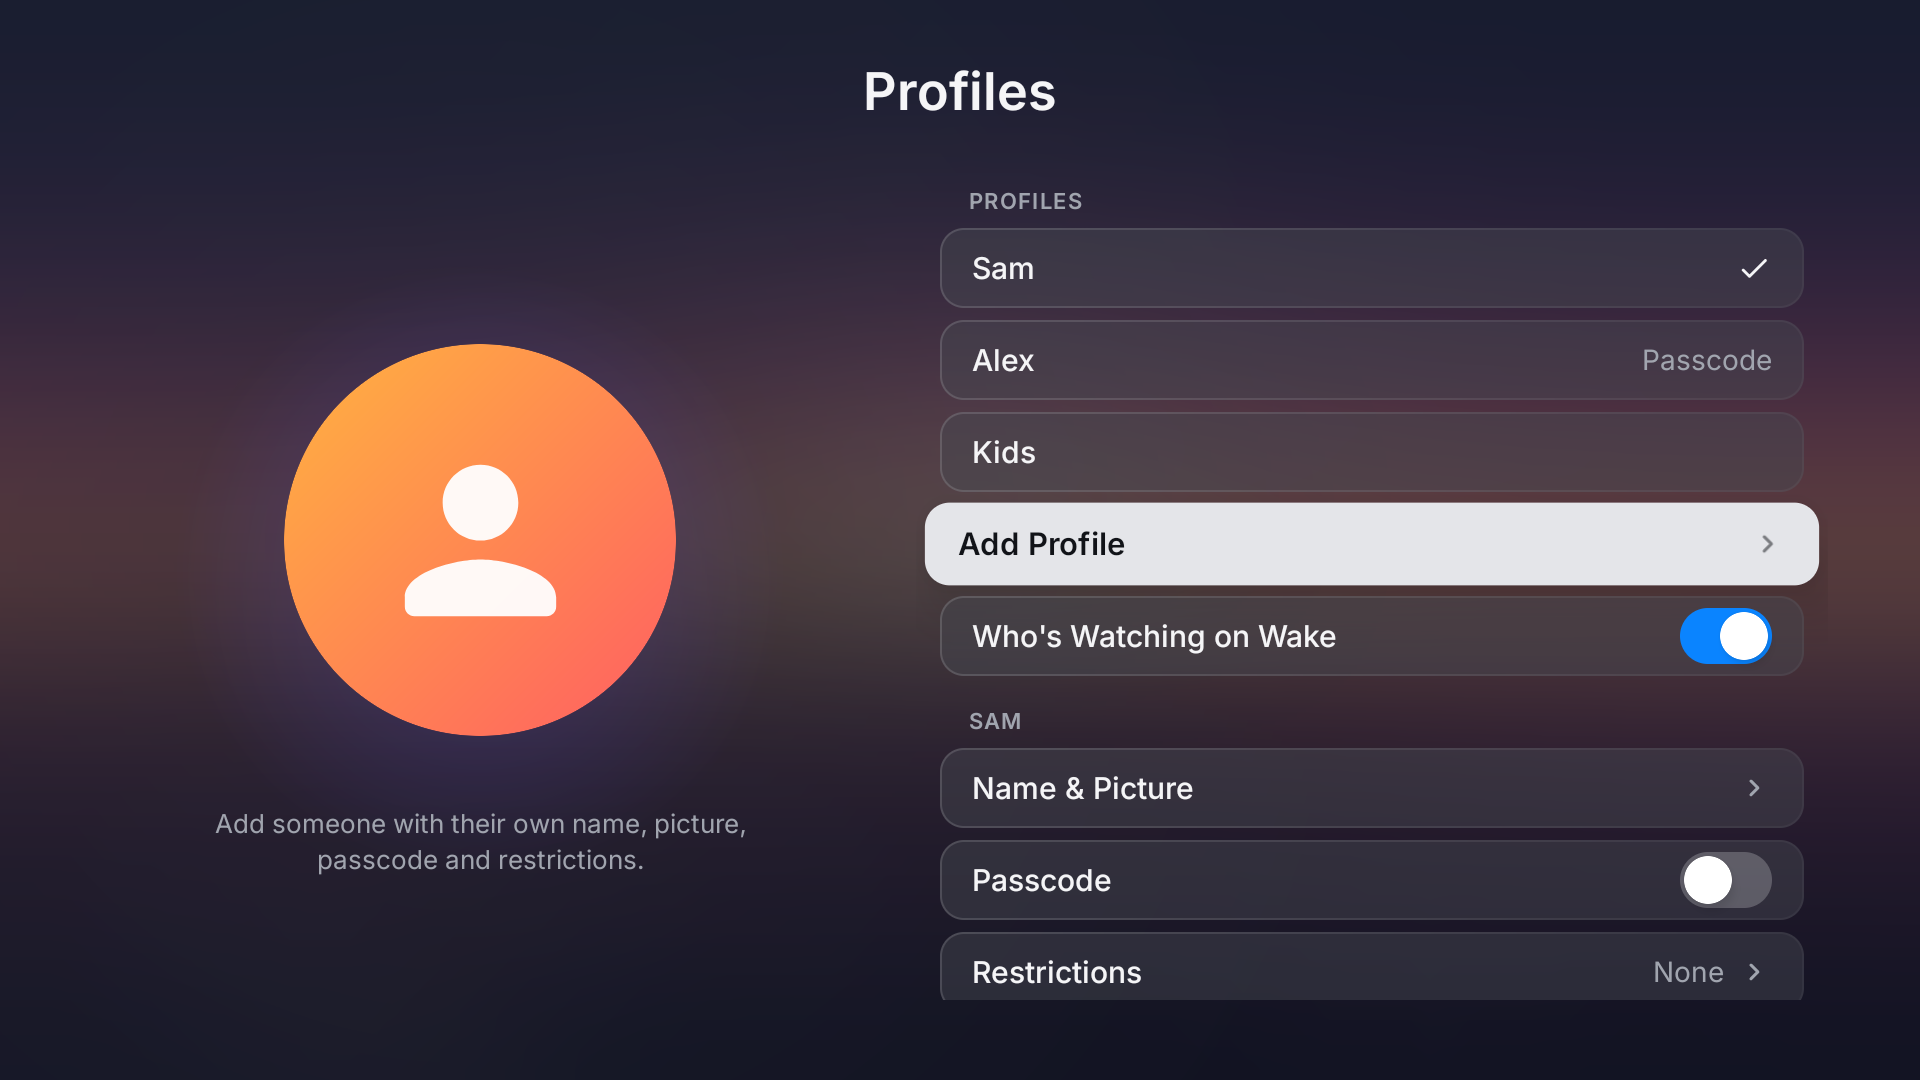 Profiles
PROFILES
Sam
Alex Passcode
Kids
Add Profile
Who's Watching on Wake
SAM
Name & Picture
Passcode
Restrictions None
Add someone with their own name, picture,
passcode and restrictions.